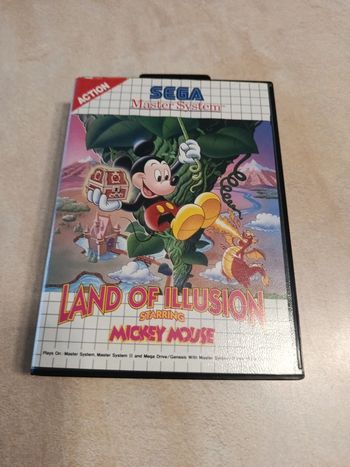 ACTION
SEGA
Master System™
LAND OF ILLUSION
STARRING
MICKEY MOUSE
Plays On: Master System, Master System II and Mega Drive/Genesis With Master System